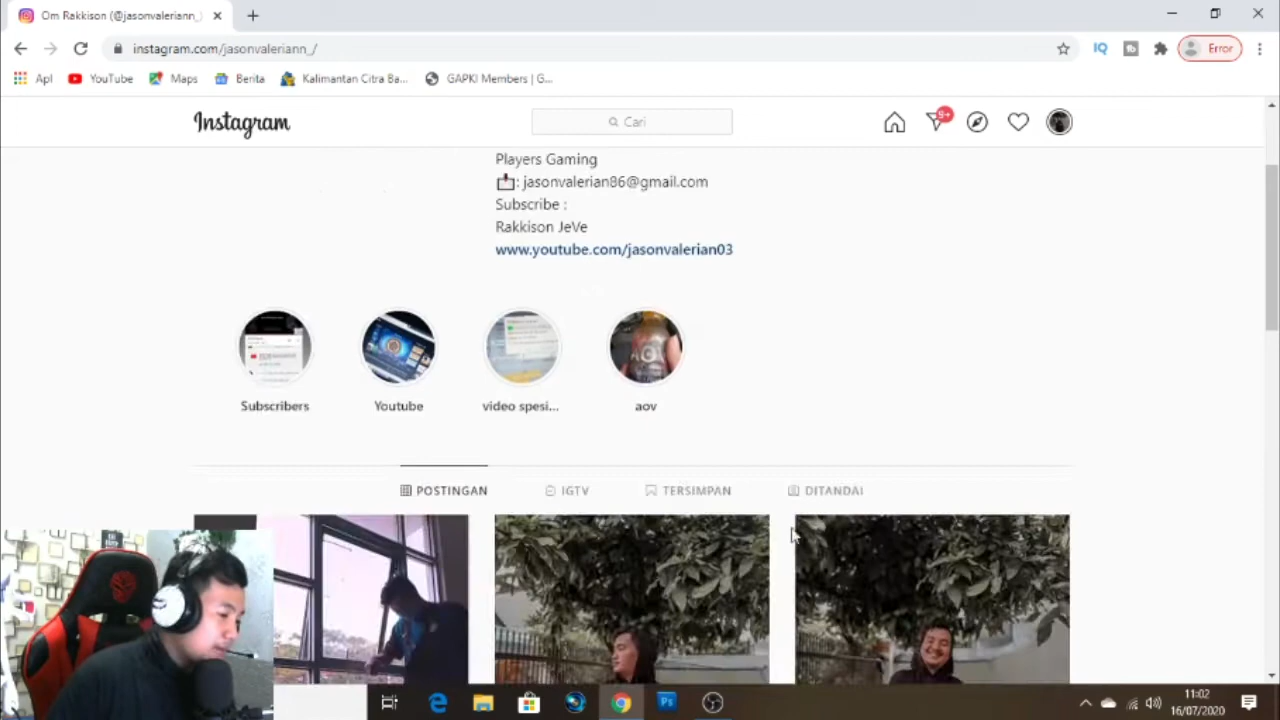 Om Rakkison (@jasonvaleriann_)
instagram.com/jasonvaleriann_/
Error
Apl
YouTube
Maps
Berita
Kalimantan Citra Ba...
GAPKI Members | G...
Instagram
Cari
9+
Players Gaming
: jasonvalerian86@gmail.com
Subscribe :
Rakkison JeVe
www.youtube.com/jasonvalerian03
Subscribers
Youtube
video spesi...
aov
POSTINGAN
IGTV
TERSIMPAN
DITANDAI
Ps
11:02
16/07/2020